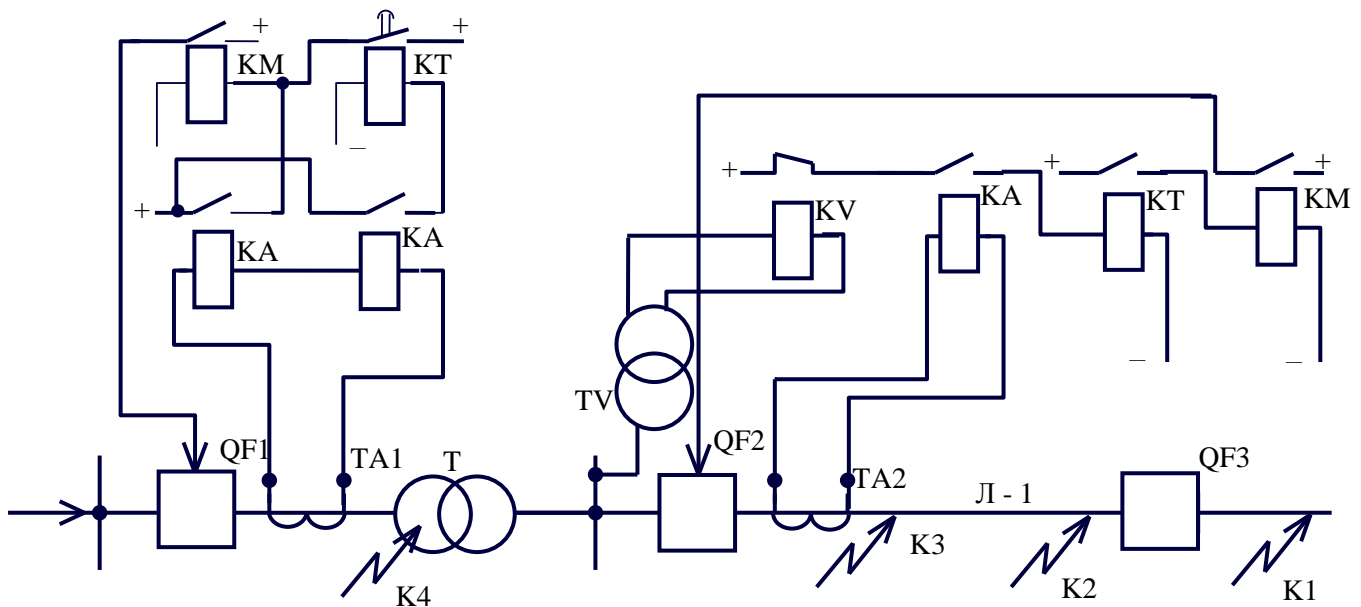 + +
KM KT
–
+ + +
KV KA KT KM
+
KA KA
– –
TV
QF1 TA1 T QF2 TA2 Л - 1 QF3
K4 K3 K2 K1